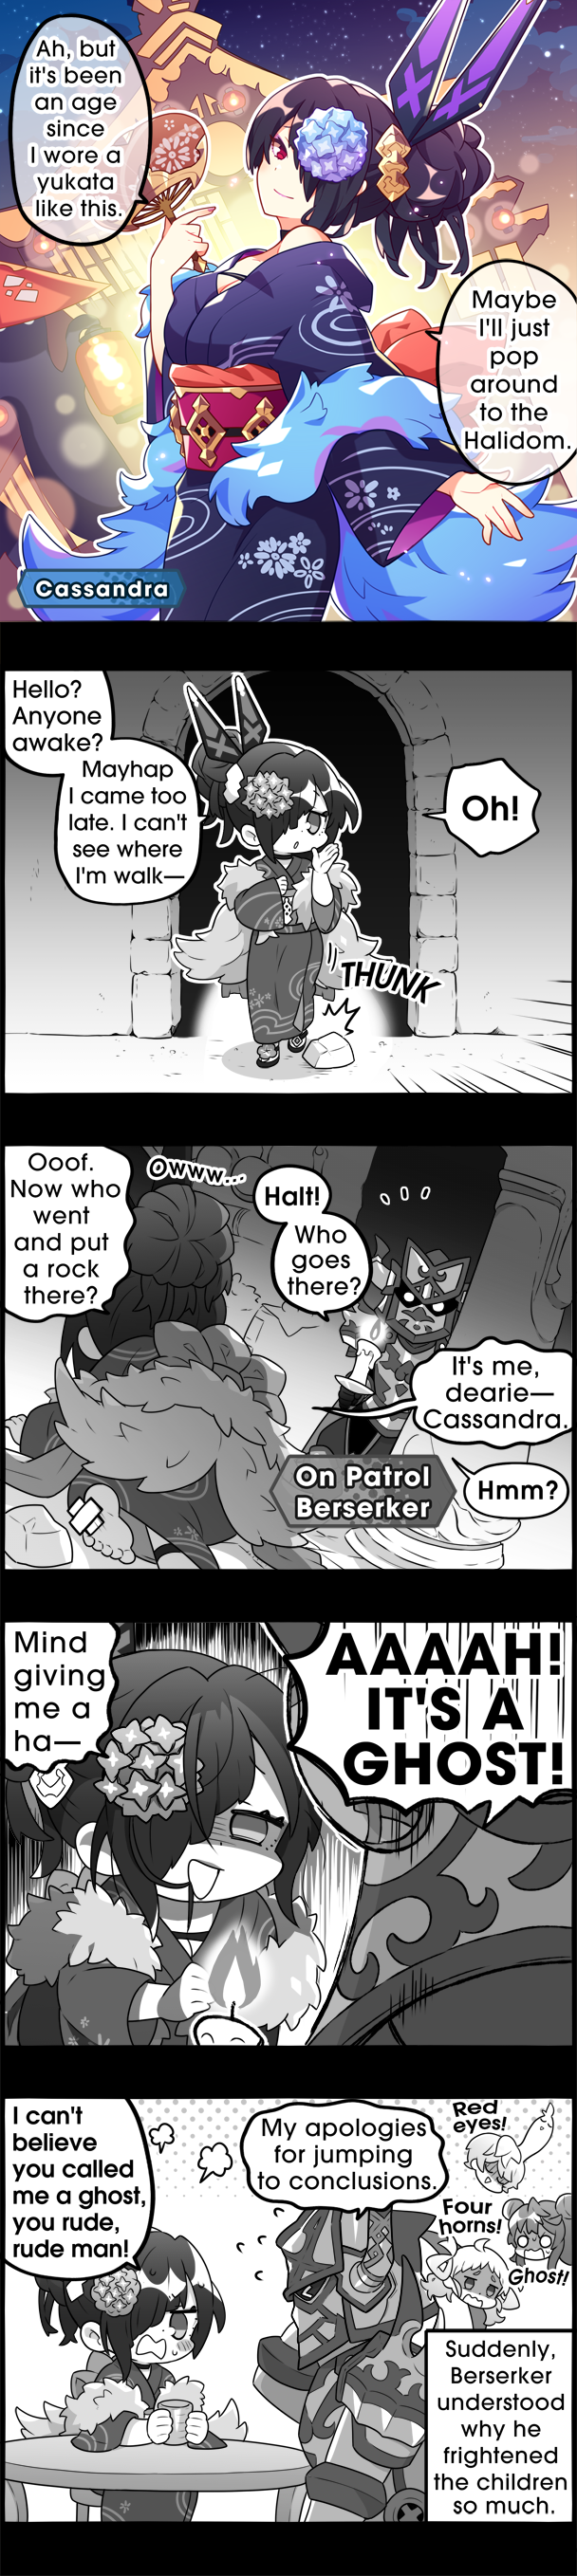 Ah, but
it's been
an age
since
I wore a
yukata
like this.
Maybe
I'll just
pop
around
to the
Halidom.
Cassandra
Hello?
Anyone
awake?
Mayhap
I came too
late. I can't
see where
I'm walk—
Oh!
THUNK
Ooof.
Now who
went
and put
a rock
there?
Owww...
Halt!
Who
goes
there?
It's me,
dearie—
Cassandra.
On Patrol
Berserker
Hmm?
Mind
giving
me a
ha—
AAAAH!
IT'S A
GHOST!
I can't
believe
you called
me a ghost,
you rude,
rude man!
My apologies
for jumping
to conclusions.
Red
eyes!
Four
horns!
Ghost!
Suddenly,
Berserker
understood
why he
frightened
the children
so much.